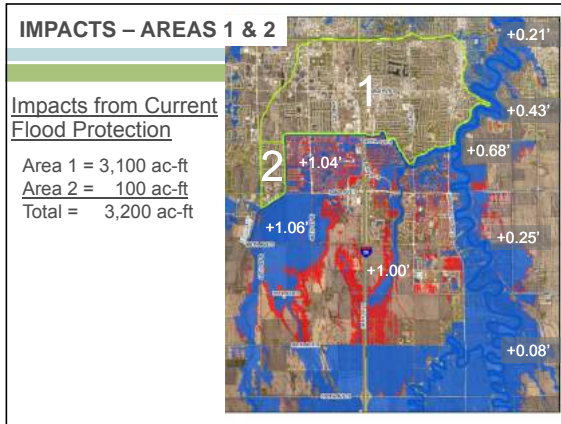 IMPACTS – AREAS 1 & 2
Impacts from Current
Flood Protection
Area 1 = 3,100 ac-ft
Area 2 = 100 ac-ft
Total = 3,200 ac-ft
+0.21’
1
+0.43’
+0.68’
2
+1.04’
+1.06’
+0.25’
+1.00’
+0.08’